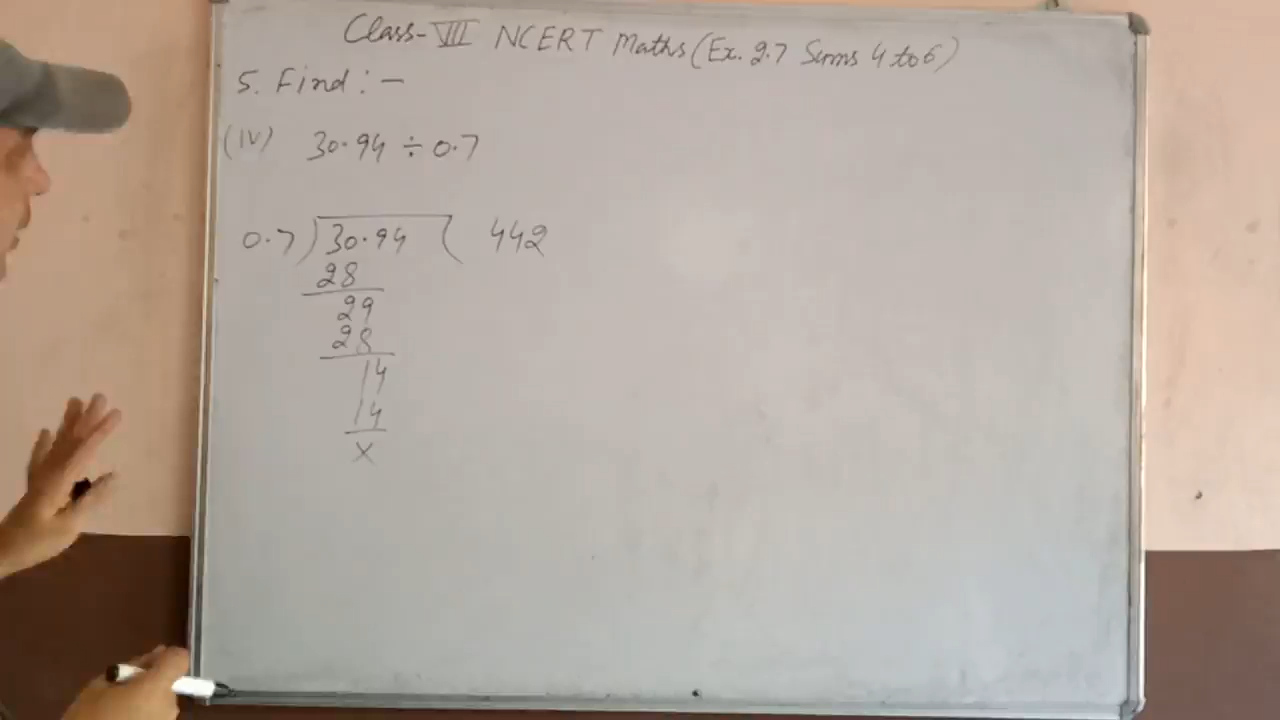 Class-VII NCERT Maths (Ex. 2.7 Sums 4 to 6)
5. Find : -
(IV) 30.94 ÷ 0.7
0.7 ) 30.94 ( 442
28
29
28
14
14
x